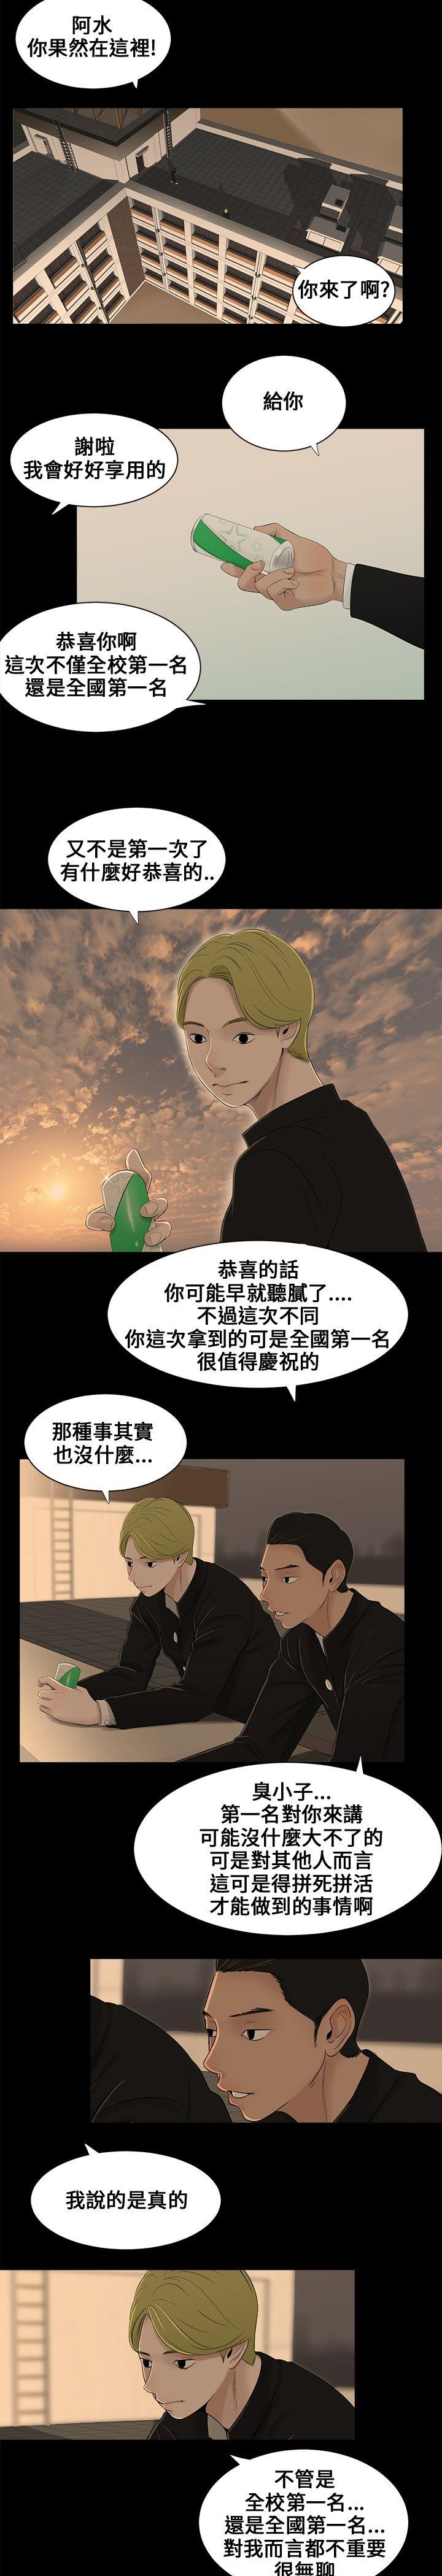 阿水
你果然在這裡!
你來了啊?
給你
謝啦
我會好好享用的
恭喜你啊
這次不僅全校第一名
還是全國第一名
又不是第一次了
有什麼好恭喜的..
恭喜的話
你可能早就聽膩了....
不過這次不同
你這次拿到的可是全國第一名
很值得慶祝的
那種事其實
也沒什麼...
臭小子...
第一名對你來講
可能沒什麼大不了的
可是對其他人而言
這可是得拼死拼活
才能做到的事情啊
我說的是真的
不管是
全校第一名...
還是全國第一名...
對我而言都不重要
很無聊